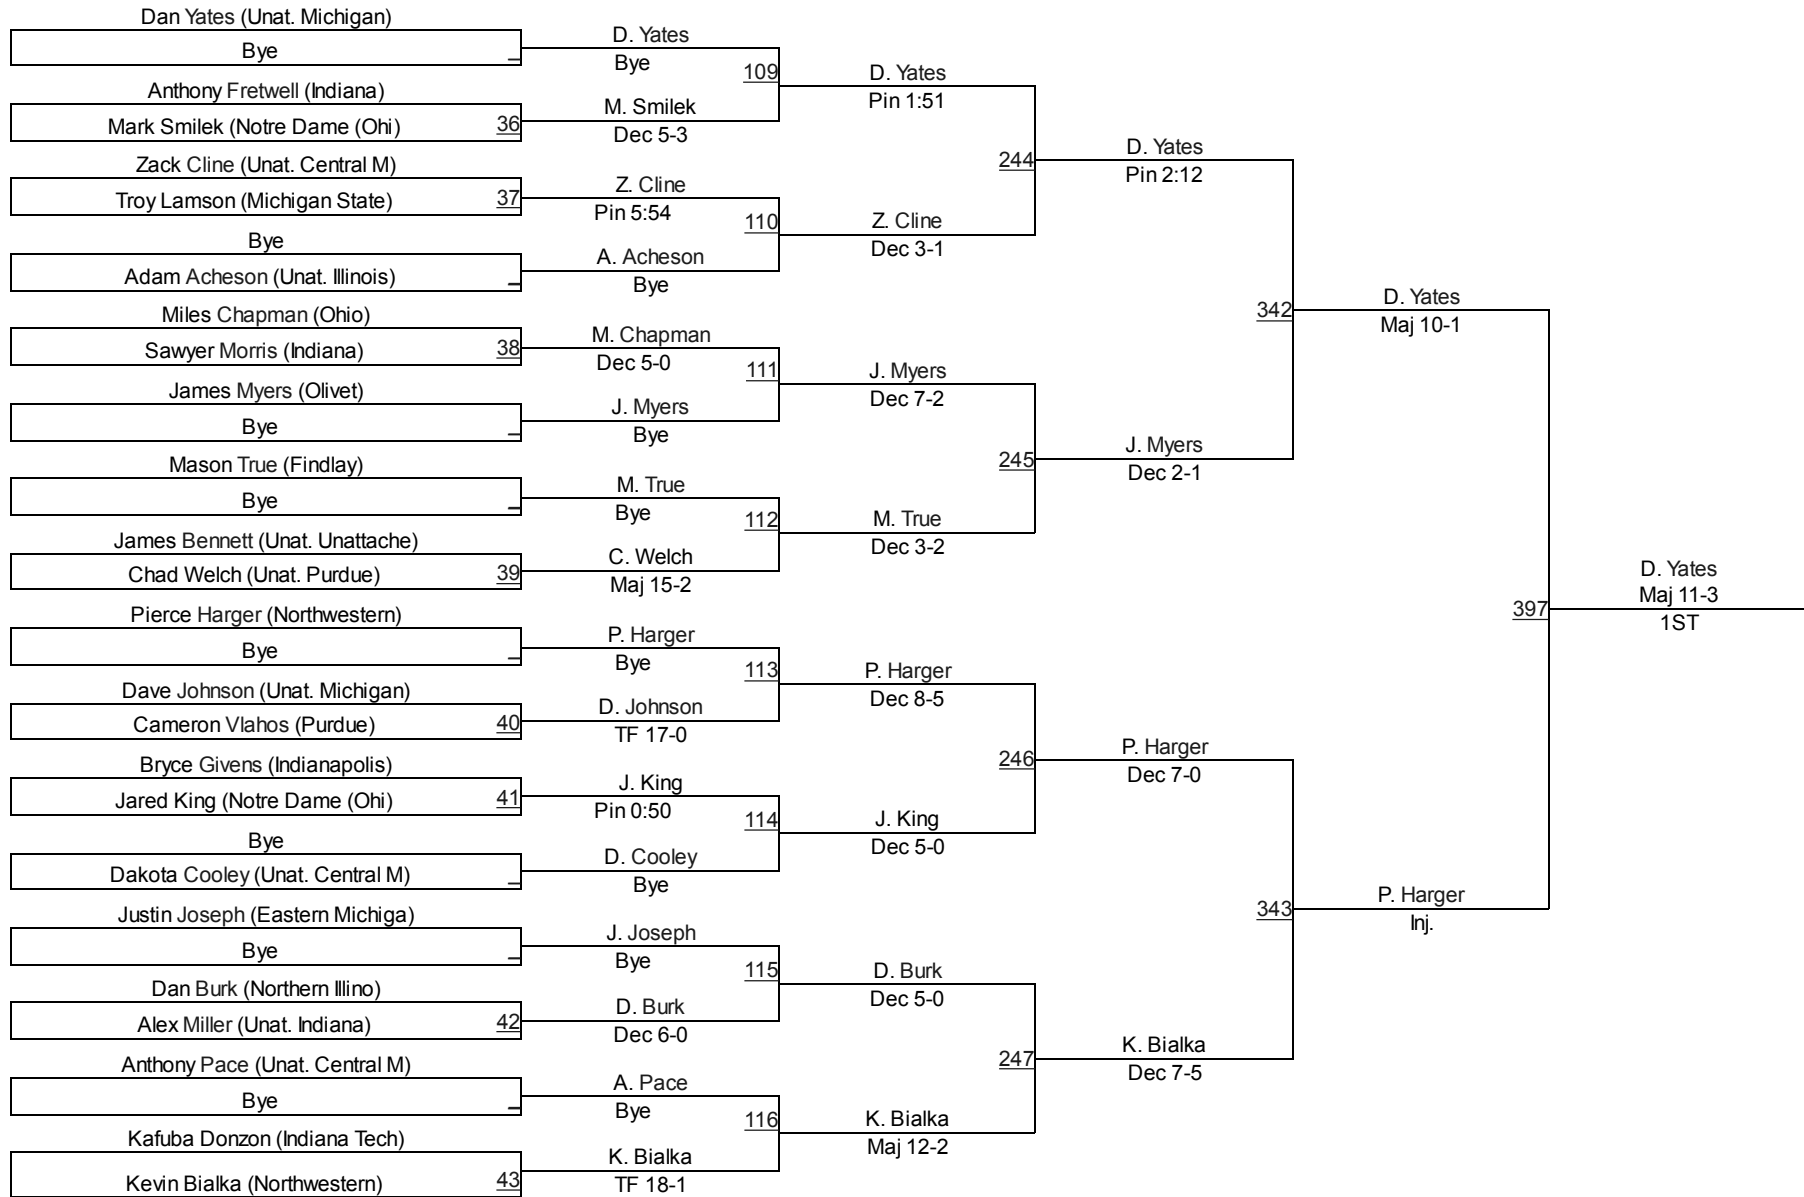 Dan Yates (Unat. Michigan)
Bye
Anthony Fretwell (Indiana)
Mark Smilek (Notre Dame (Ohi) 36
Zack Cline (Unat. Central M)
Troy Lamson (Michigan State) 37
Bye
Adam Acheson (Unat. Illinois)
Miles Chapman (Ohio)
Sawyer Morris (Indiana) 38
James Myers (Olivet)
Bye
Mason True (Findlay)
Bye
James Bennett (Unat. Unattache)
Chad Welch (Unat. Purdue) 39
Pierce Harger (Northwestern)
Bye
Dave Johnson (Unat. Michigan)
Cameron Vlahos (Purdue) 40
Bryce Givens (Indianapolis)
Jared King (Notre Dame (Ohi) 41
Bye
Dakota Cooley (Unat. Central M)
Justin Joseph (Eastern Michiga)
Bye
Dan Burk (Northern Illino)
Alex Miller (Unat. Indiana) 42
Anthony Pace (Unat. Central M)
Bye
Kafuba Donzon (Indiana Tech)
Kevin Bialka (Northwestern) 43
D. Yates
Bye
109
M. Smilek
Dec 5-3
Z. Cline
Pin 5:54
110
A. Acheson
Bye
M. Chapman
Dec 5-0
111
J. Myers
Bye
M. True
Bye
112
C. Welch
Maj 15-2
P. Harger
Bye
113
D. Johnson
TF 17-0
J. King
Pin 0:50
114
D. Cooley
Bye
J. Joseph
Bye
115
D. Burk
Dec 6-0
A. Pace
Bye
116
K. Bialka
TF 18-1
D. Yates
Pin 1:51
244
Z. Cline
Dec 3-1
J. Myers
Dec 7-2
245
M. True
Dec 3-2
P. Harger
Dec 8-5
246
J. King
Dec 5-0
D. Burk
Dec 5-0
247
K. Bialka
Maj 12-2
D. Yates
Pin 2:12
342
J. Myers
Dec 2-1
P. Harger
Dec 7-0
343
K. Bialka
Dec 7-5
D. Yates
Maj 10-1
397
P. Harger
Inj.
D. Yates
Maj 11-3
1ST